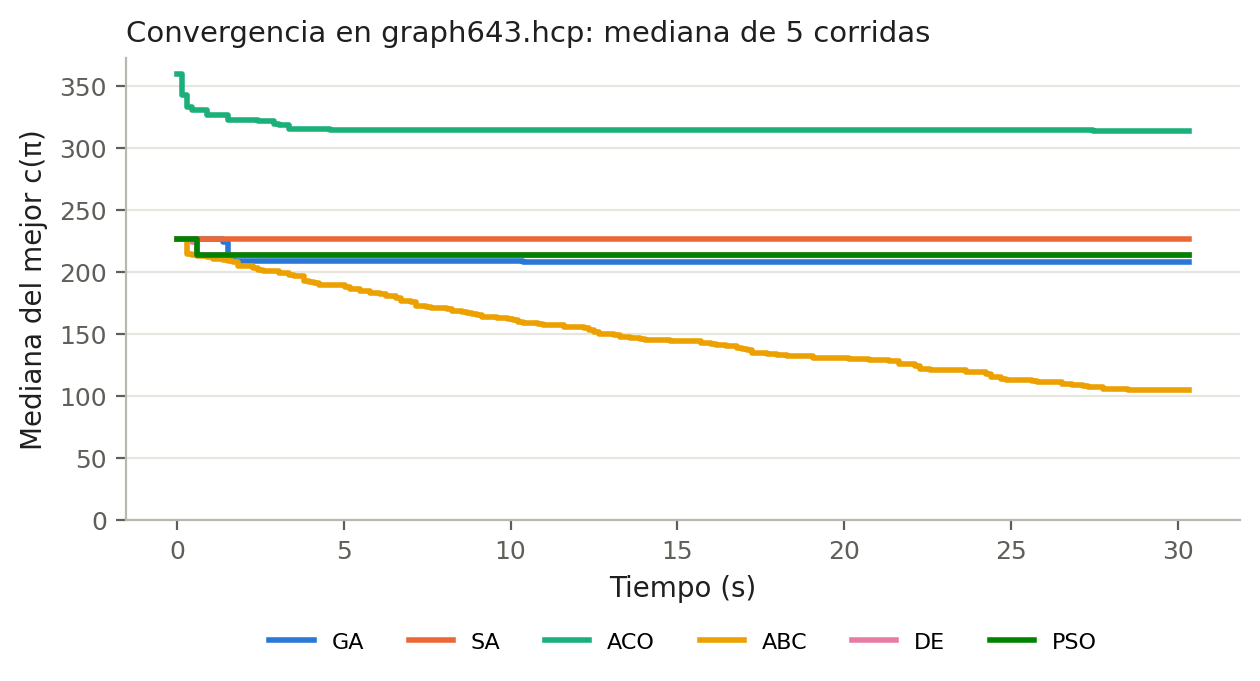 Convergencia en graph643.hcp: mediana de 5 corridas
Mediana del mejor c(π)
350
300
250
200
150
100
50
0
0 5 10 15 20 25 30
Tiempo (s)
GA SA ACO ABC DE PSO